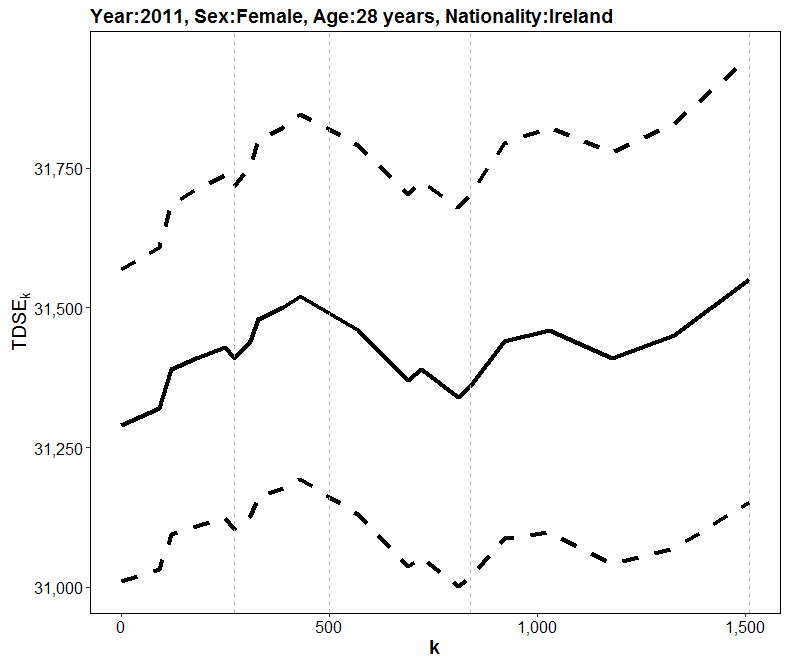 Year:2011, Sex:Female, Age:28 years, Nationality:Ireland
31,750
31,500
31,250
31,000
TDSEk
0 500 1,000 1,500
k